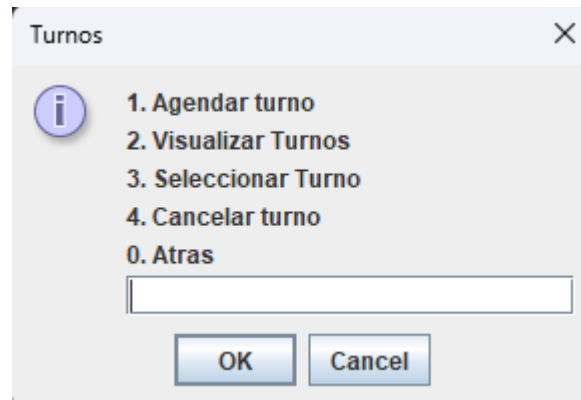 Turnos
1. Agendar turno
2. Visualizar Turnos
3. Seleccionar Turno
4. Cancelar turno
0. Atras
OK Cancel